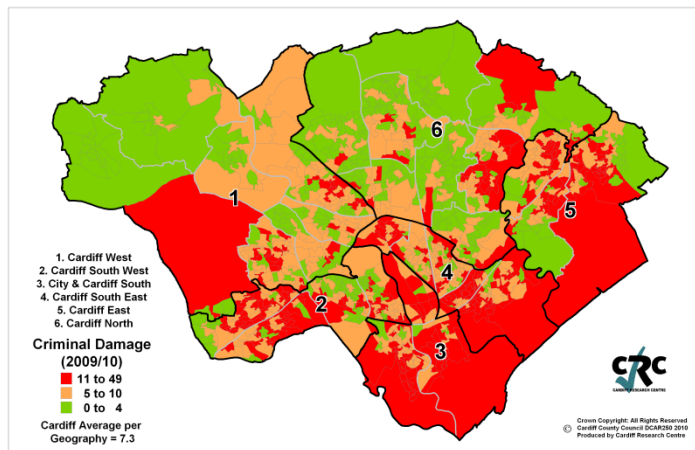 6
1
5
4
2
3
1. Cardiff West
2. Cardiff South West
3. City & Cardiff South
4. Cardiff South East
5. Cardiff East
6. Cardiff North
Criminal Damage
(2009/10)
11 to 49
5 to 10
0 to 4
Cardiff Average per
Geography = 7.3
CRC
CARDIFF RESEARCH CENTRE
Crown Copyright: All Rights Reserved
© Cardiff County Council DCAR250 2010
Produced by Cardiff Research Centre